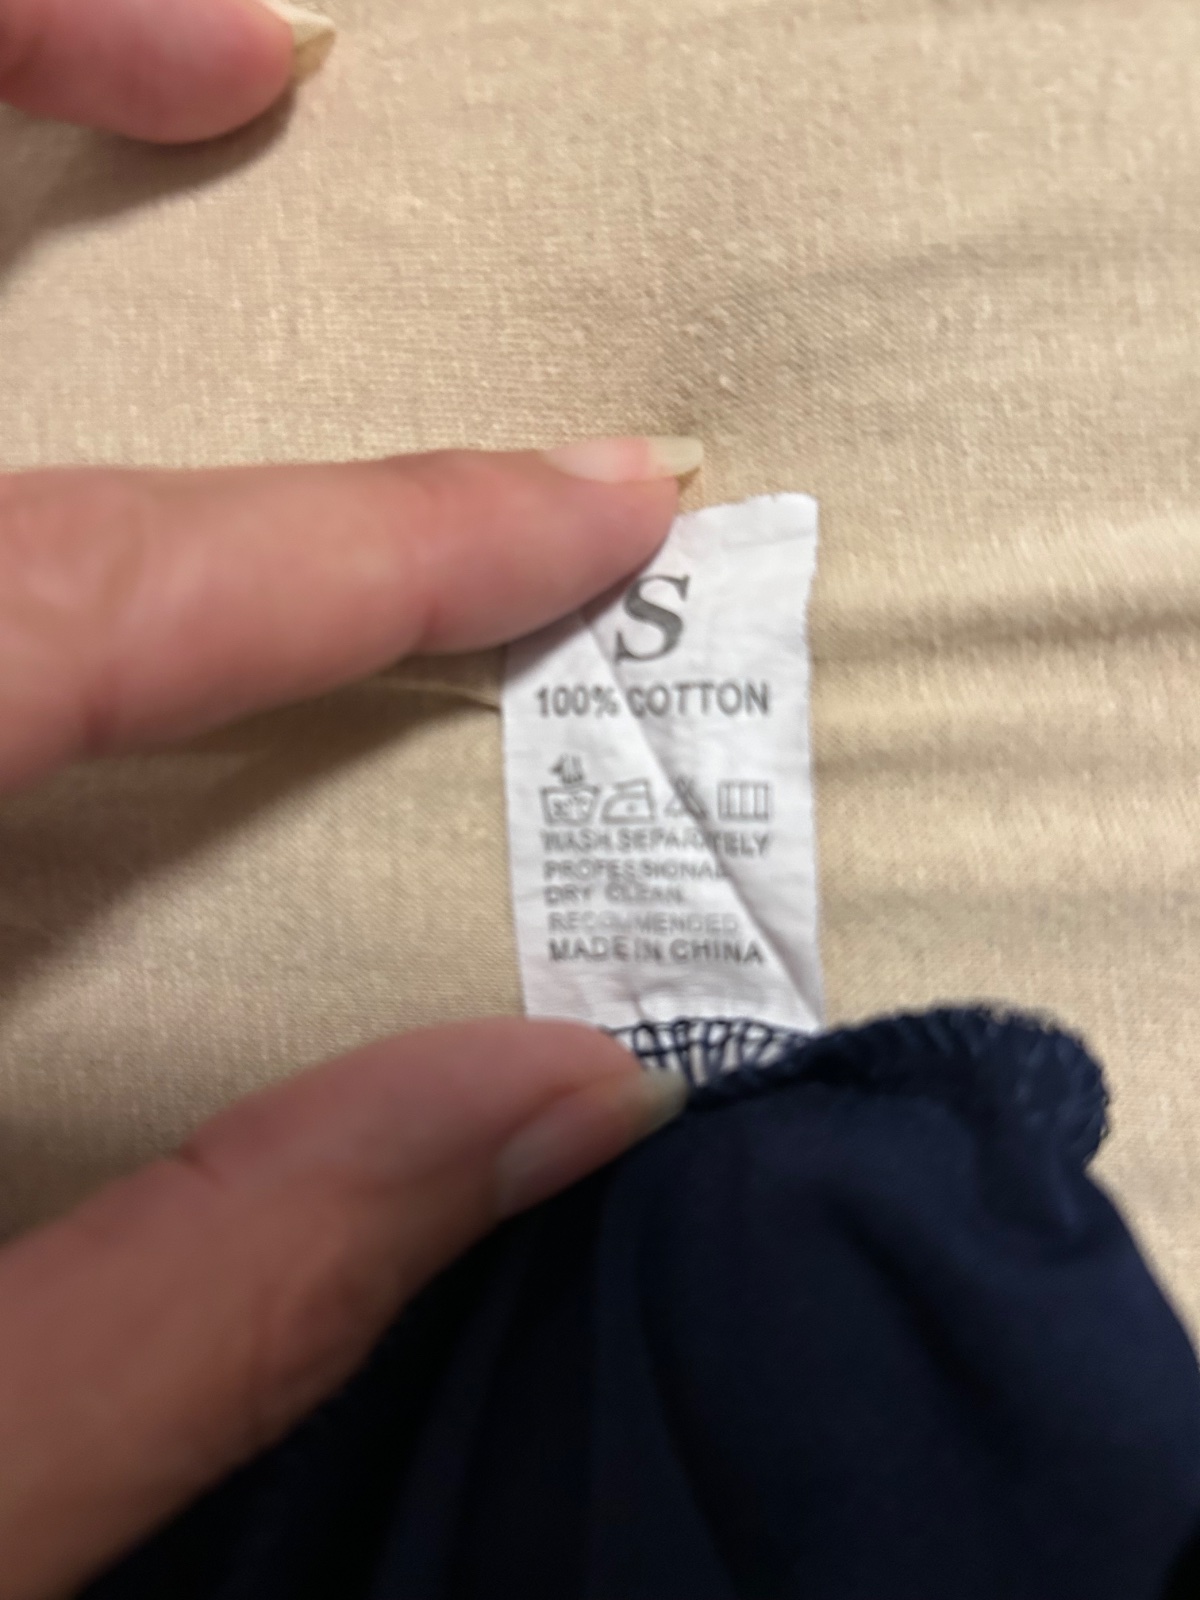 S
100% COTTON
WASH SEPARATELY
PROFESSIONAL
DRY CLEAN
RECOMMENDED
MADE IN CHINA